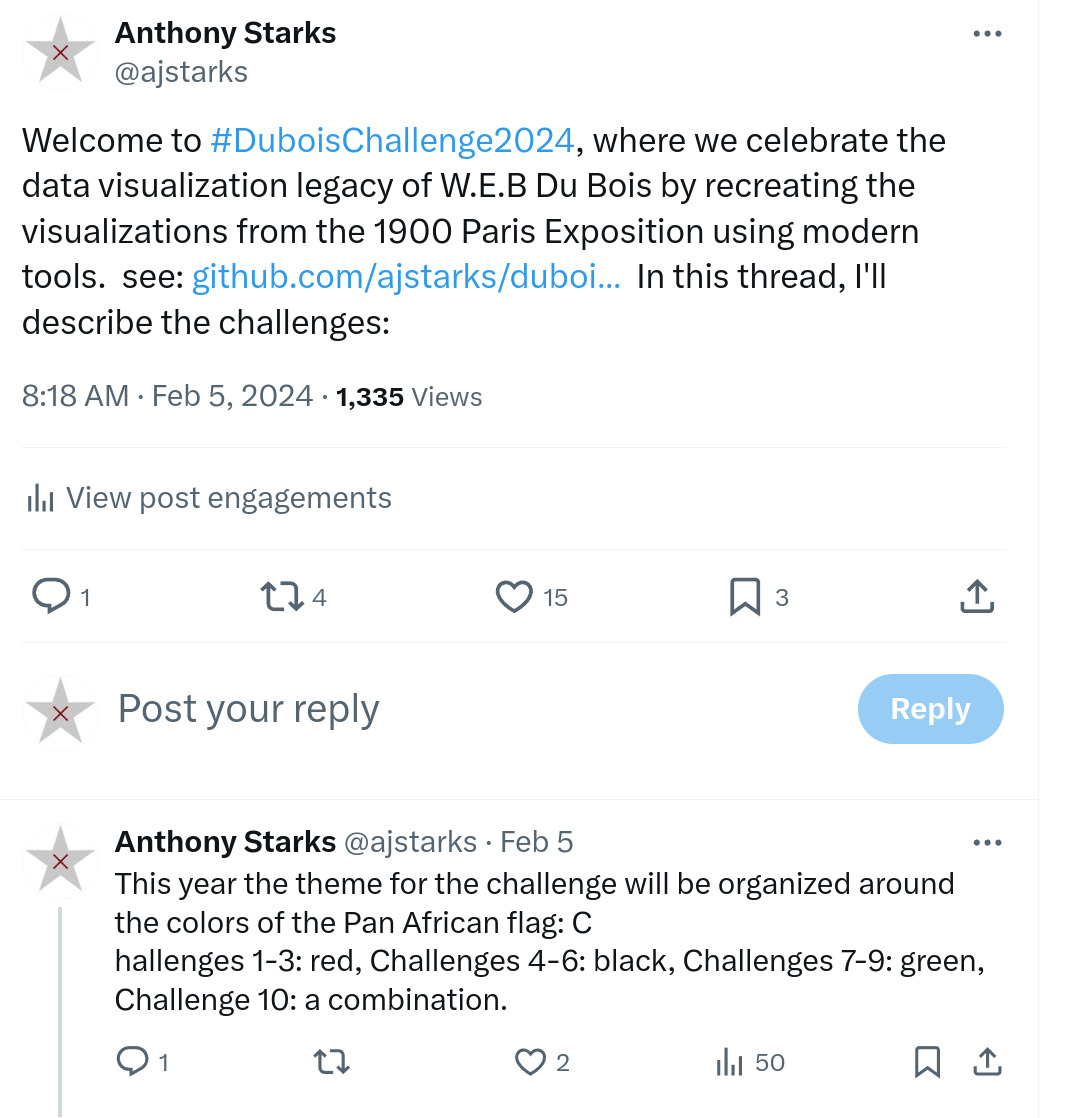 Anthony Starks
@ajstarks
Welcome to #DuboisChallenge2024, where we celebrate the
data visualization legacy of W.E.B Du Bois by recreating the
visualizations from the 1900 Paris Exposition using modern
tools.  see: github.com/ajstarks/duboi...  In this thread, I'll
describe the challenges:
8:18 AM · Feb 5, 2024 · 1,335 Views
View post engagements
1 4 15 3
Post your reply Reply
Anthony Starks @ajstarks · Feb 5
This year the theme for the challenge will be organized around
the colors of the Pan African flag: C
hallenges 1-3: red, Challenges 4-6: black, Challenges 7-9: green,
Challenge 10: a combination.
1 2 50